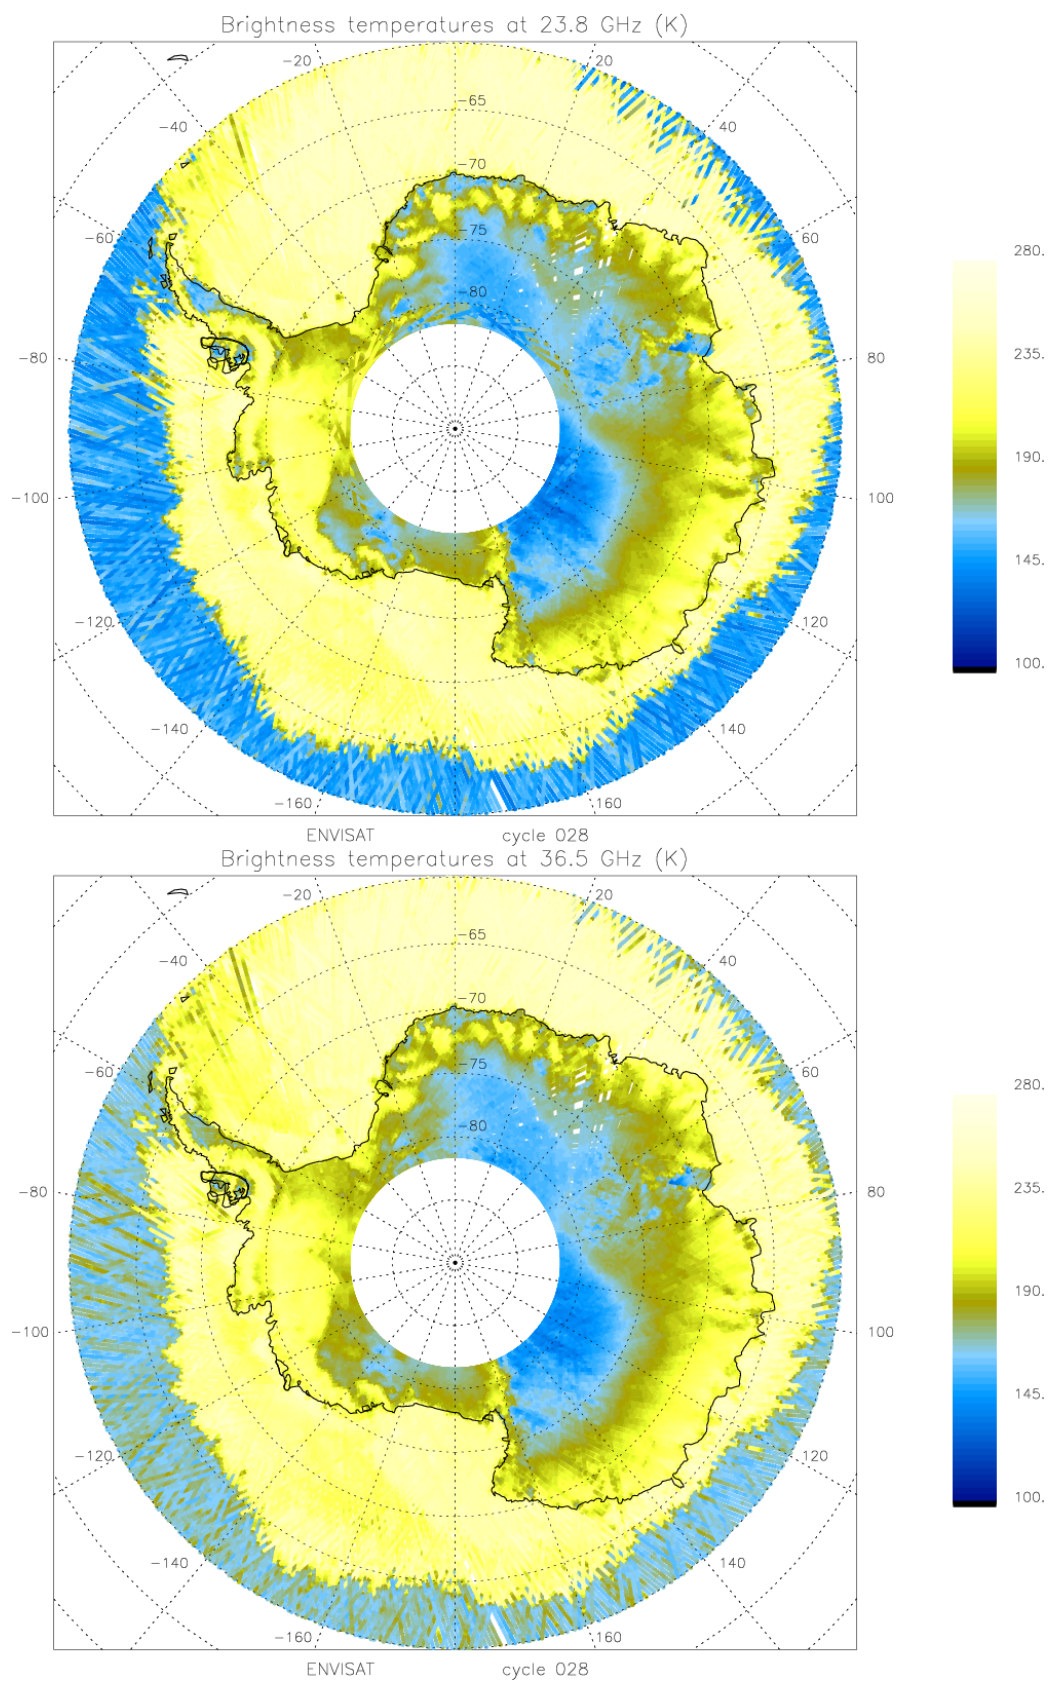 Brightness temperatures at 23.8 GHz (K)
−20 20
−40 −65 40
−70
−60 −75 60
−80
280.
−80 80 235.
−100 100 190.
145.
−120 120 100.
−140 140
−160 160
ENVISAT cycle 028
Brightness temperatures at 36.5 GHz (K)
−20 20
−40 −65 40
−70
−60 −75 60
−80
280.
−80 80 235.
−100 100 190.
145.
−120 120 100.
−140 140
−160 160
ENVISAT cycle 028